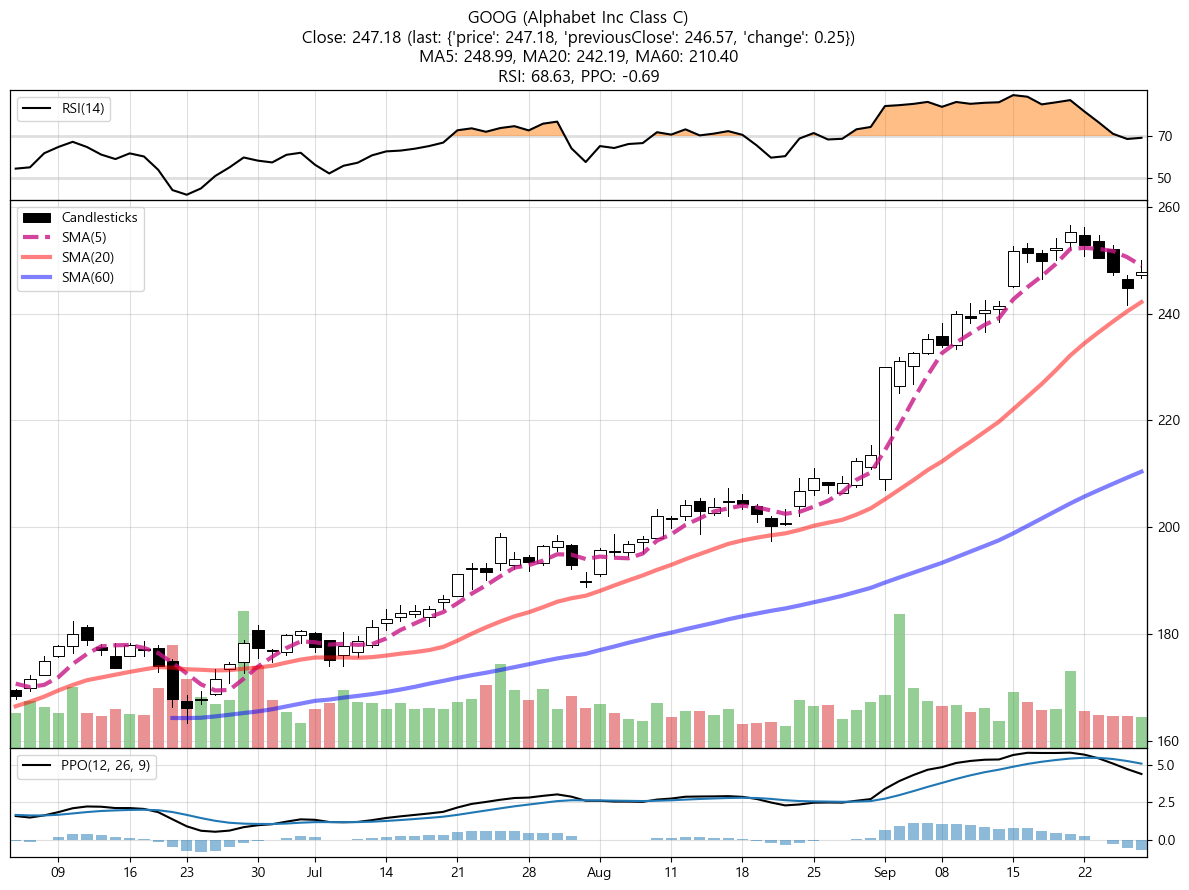 GOOG (Alphabet Inc Class C)
Close: 247.18 (last: {'price': 247.18, 'previousClose': 246.57, 'change': 0.25})
MA5: 248.99, MA20: 242.19, MA60: 210.40
RSI: 68.63, PPO: -0.69
RSI(14)
70
50
Candlesticks
SMA(5)
SMA(20)
SMA(60)
260
240
220
200
180
160
PPO(12, 26, 9)
5.0
2.5
0.0
09 16 23 30 Jul 14 21 28 Aug 11 18 25 Sep 08 15 22